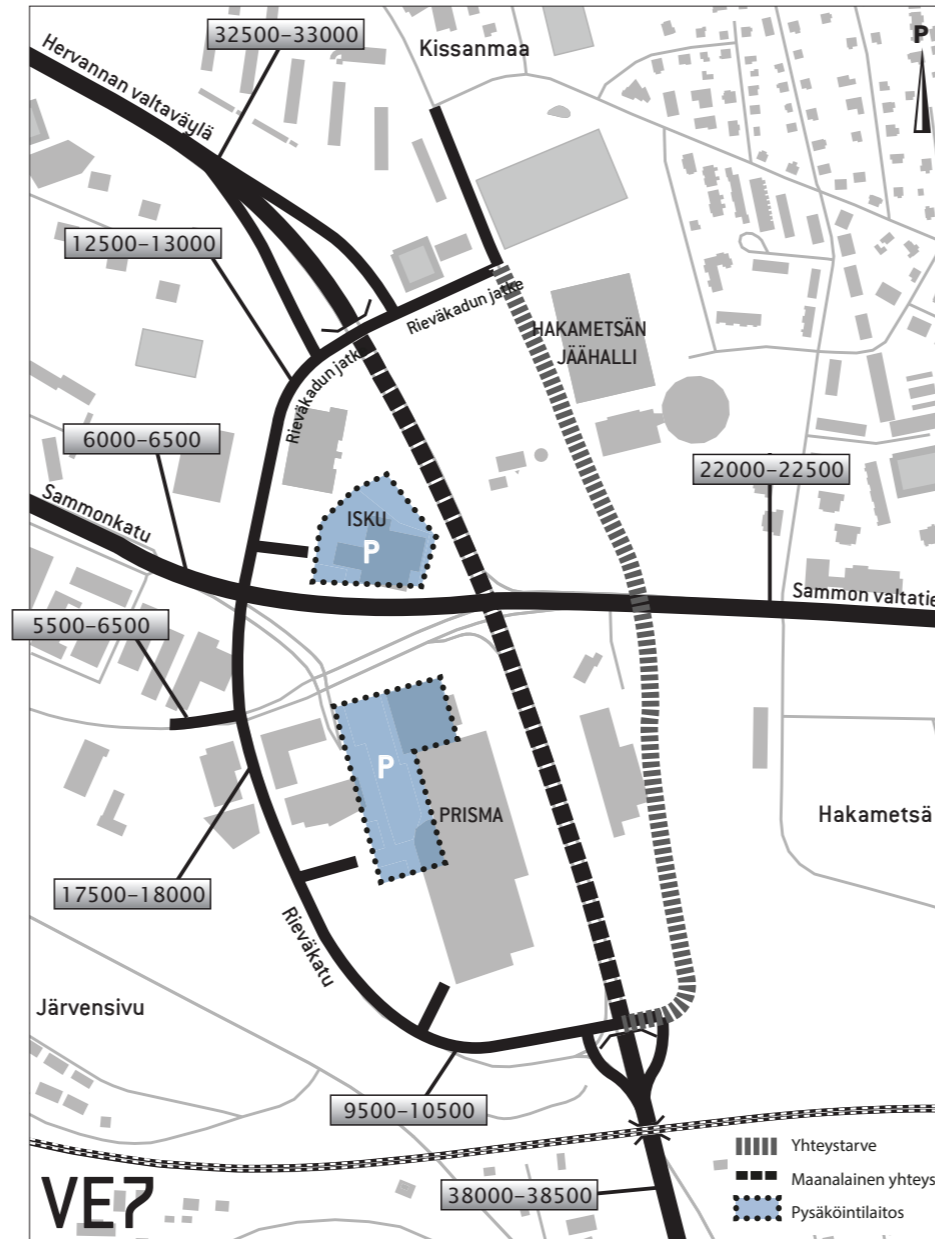 32500–33000
Kissanmaa
P
Hervannan valtaväylä
12500–13000
Rieväkadun jatke
HAKAMETSÄN
JÄÄHALLI
Rieväkadun jatk
6000–6500
22000–22500
Sammonkatu
ISKU
P
Sammon valtatie
5500–6500
P
PRISMA
Hakametsä
17500–18000
Rieväkatu
Järvensivu
9500–10500
Yhteystarve
Maanalainen yhteys
Pysäköintilaitos
38000–38500
VE7